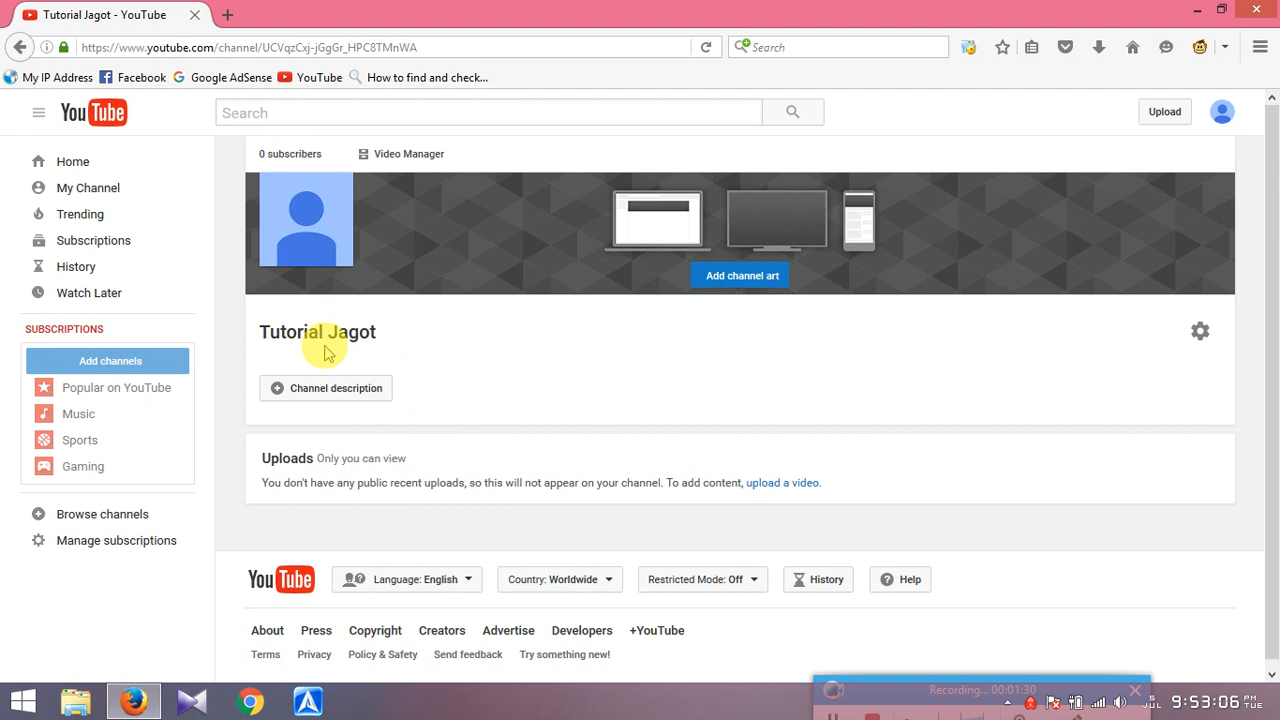 Tutorial Jagot - YouTube
https://www.youtube.com/channel/UCVqzCxj-jGgGr_HPC8TMnWA
Search
My IP Address Facebook Google AdSense YouTube How to find and check...
YouTube
Search
Upload
0 subscribers Video Manager
Home
My Channel
Trending
Subscriptions
History
Watch Later
SUBSCRIPTIONS
Add channels
Popular on YouTube
Music
Sports
Gaming
Browse channels
Manage subscriptions
Add channel art
Tutorial Jagot
Channel description
Uploads Only you can view
You don't have any public recent uploads, so this will not appear on your channel. To add content, upload a video.
YouTube Language: English Country: Worldwide Restricted Mode: Off History Help
About Press Copyright Creators Advertise Developers +YouTube
Terms Privacy Policy & Safety Send feedback Try something new!
Recording... 00:01:30
JUL 9:53:06 PM TUE